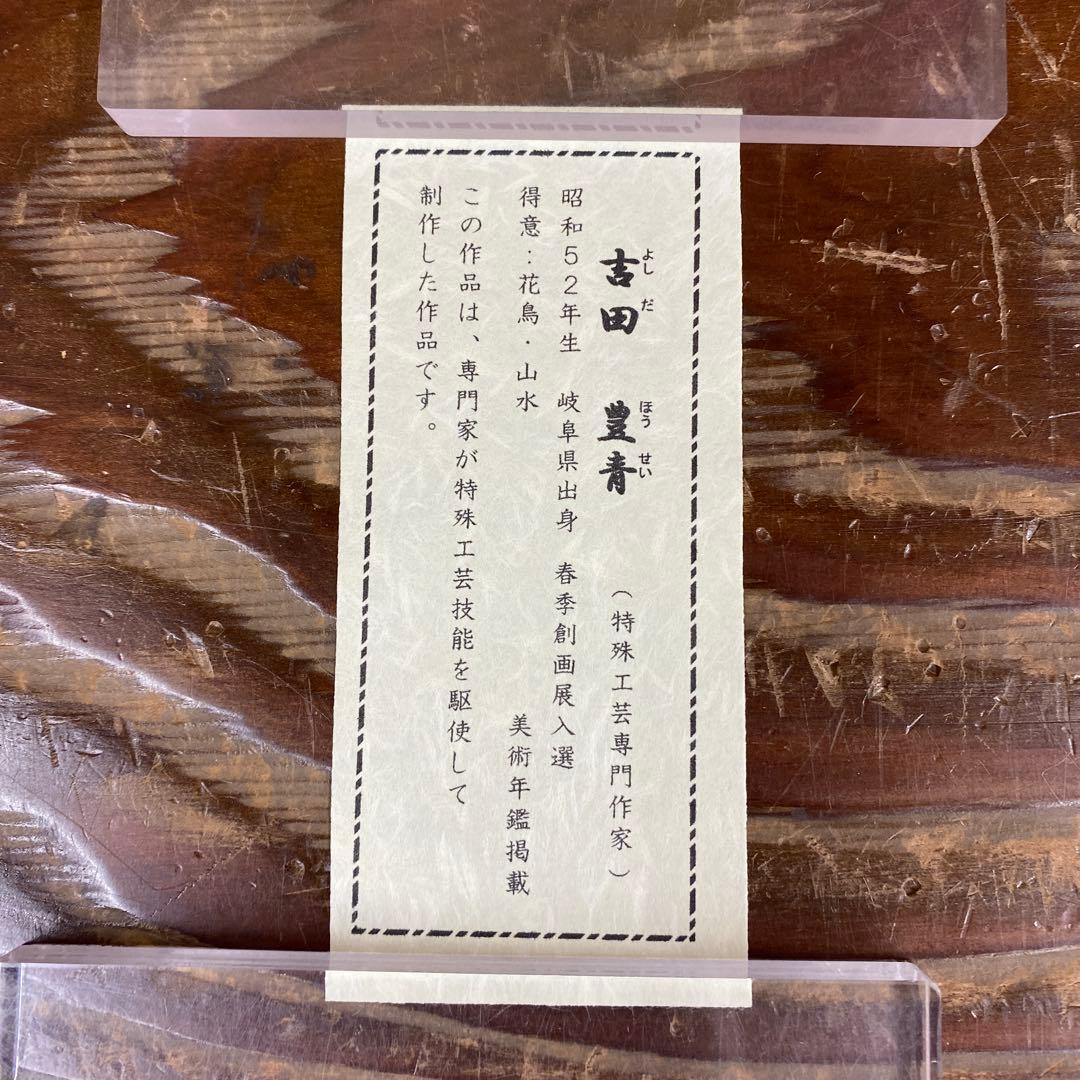 吉田 豊青 (特殊工芸専門作家)
よし だ ほう せい
昭和52年生 岐阜県出身 春季創画展入選
得意：花鳥・山水 美術年鑑掲載
この作品は、専門家が特殊工芸技能を駆使して
制作した作品です。